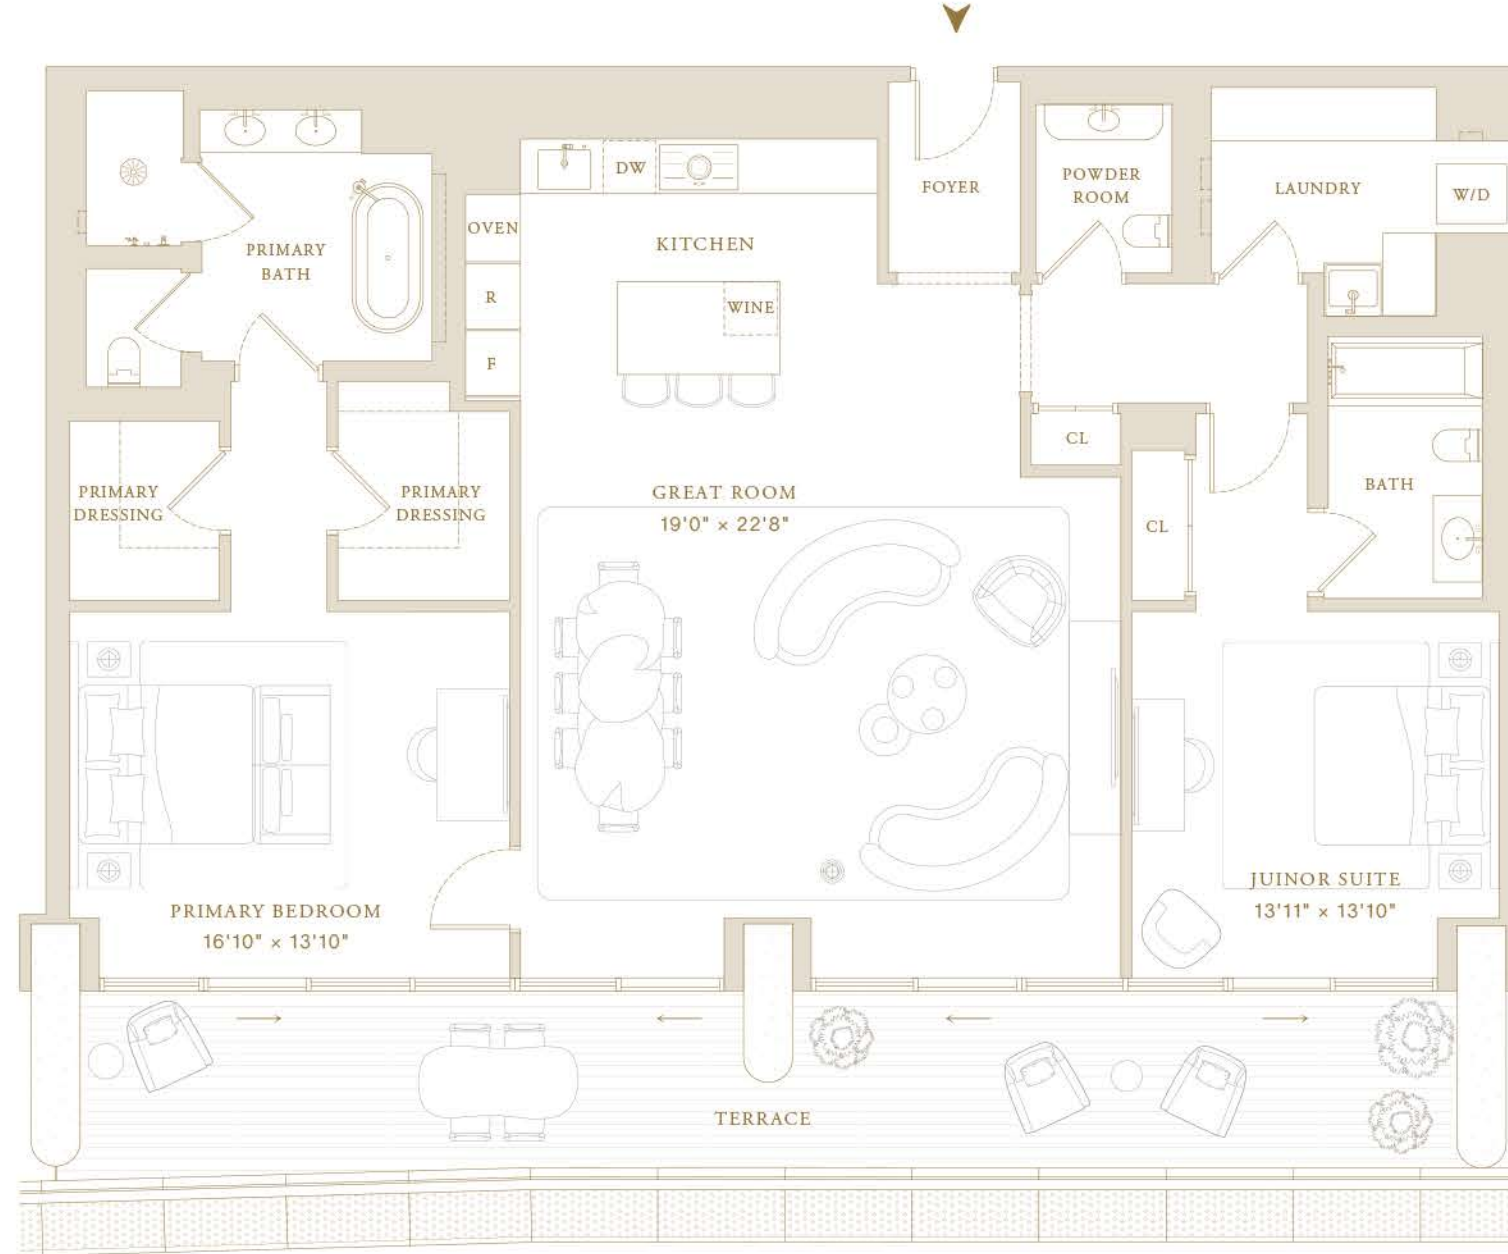 DW
FOYER
POWDER
ROOM
LAUNDRY
W/D
OVEN
KITCHEN
PRIMARY
BATH
R
WINE
F
CL
PRIMARY
DRESSING
PRIMARY
DRESSING
GREAT ROOM
19'0" × 22'8"
BATH
CL
PRIMARY BEDROOM
16'10" × 13'10"
JUINOR SUITE
13'11" × 13'10"
TERRACE